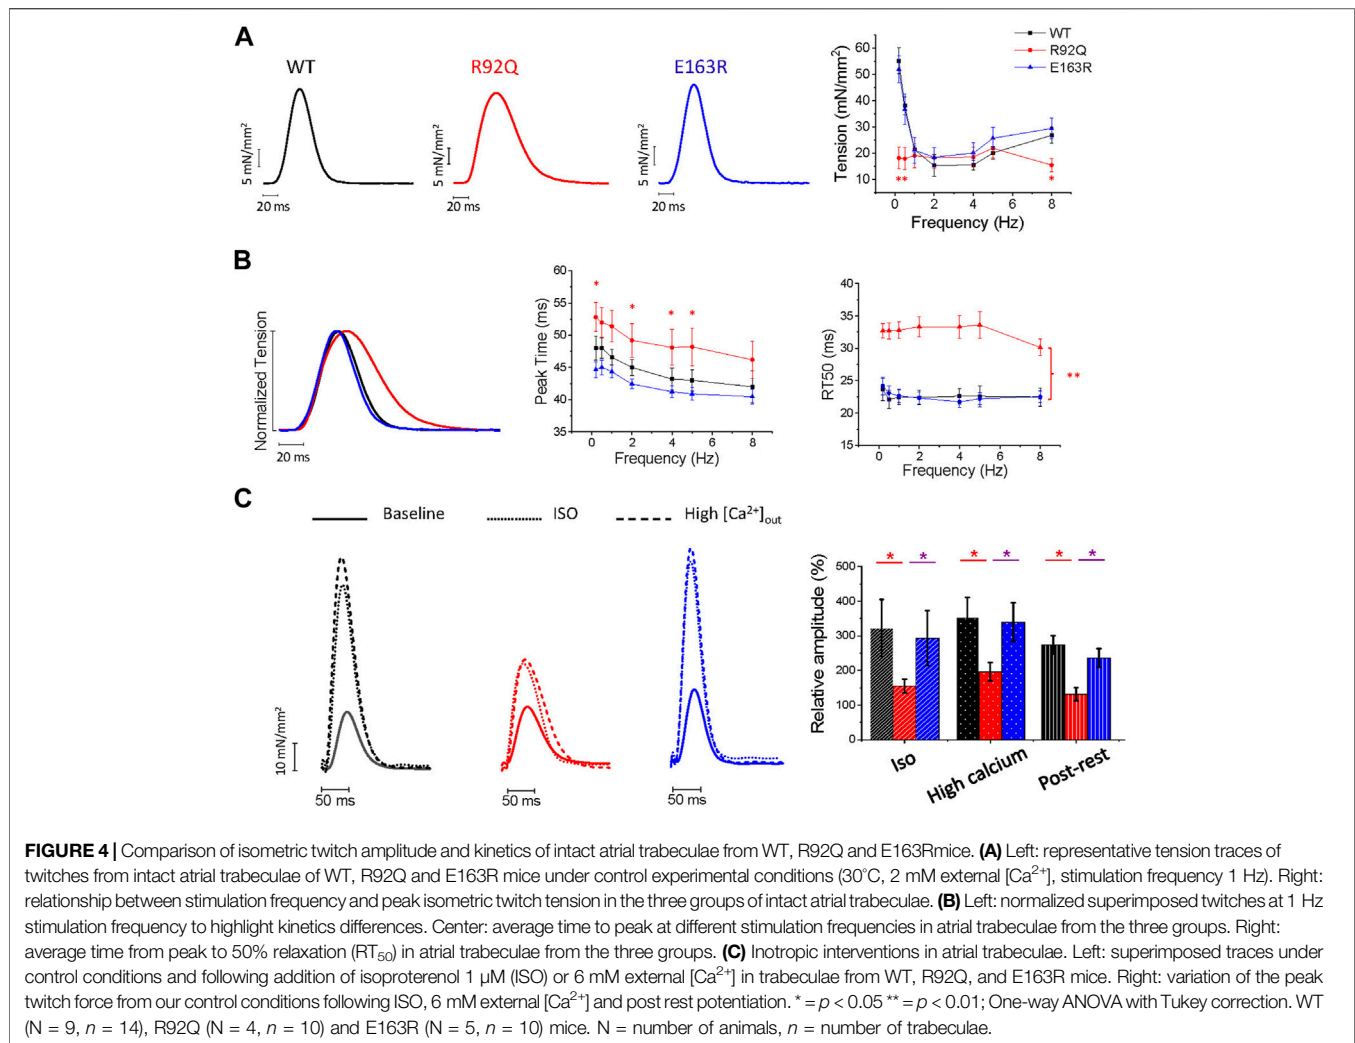 A
WT
R92Q
E163R
5 mN/mm²
20 ms
5 mN/mm²
20 ms
5 mN/mm²
20 ms
WT
R92Q
E163R
Tension (mN/mm²)
60
50
40
30
20
10
**
*
0 2 4 6 8
Frequency (Hz)
B
Normalized Tension
20 ms
Peak Time (ms)
60
55
50
45
40
35
* * * *
0 2 4 6 8
Frequency (Hz)
RT50 (ms)
35
30
25
20
15
**
0 2 4 6 8
Frequency (Hz)
C
Baseline ISO High [Ca²⁺]out
10 mN/mm²
50 ms
50 ms
50 ms
Relative amplitude (%)
500
400
300
200
100
0
* * * * * *
Iso
High calcium
Post-rest
FIGURE 4 | Comparison of isometric twitch amplitude and kinetics of intact atrial trabeculae from WT, R92Q and E163Rmice. (A) Left: representative tension traces of
twitches from intact atrial trabeculae of WT, R92Q and E163R mice under control experimental conditions (30°C, 2 mM external [Ca²⁺], stimulation frequency 1 Hz). Right:
relationship between stimulation frequency and peak isometric twitch tension in the three groups of intact atrial trabeculae. (B) Left: normalized superimposed twitches at 1 Hz
stimulation frequency to highlight kinetics differences. Center: average time to peak at different stimulation frequencies in atrial trabeculae from the three groups. Right:
average time from peak to 50% relaxation (RT₅₀) in atrial trabeculae from the three groups. (C) Inotropic interventions in atrial trabeculae. Left: superimposed traces under
control conditions and following addition of isoproterenol 1 µM (ISO) or 6 mM external [Ca²⁺] in trabeculae from WT, R92Q, and E163R mice. Right: variation of the peak
twitch force from our control conditions following ISO, 6 mM external [Ca²⁺] and post rest potentiation. * = p < 0.05 ** = p < 0.01; One-way ANOVA with Tukey correction. WT
(N = 9, n = 14), R92Q (N = 4, n = 10) and E163R (N = 5, n = 10) mice. N = number of animals, n = number of trabeculae.